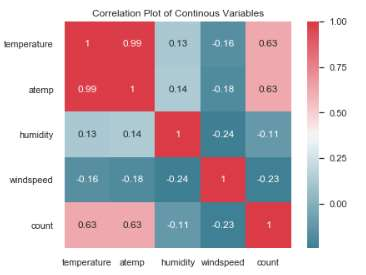 Correlation Plot of Continous Variables
temperature 1 0.99 0.13 -0.16 0.63
atemp 0.99 1 0.14 -0.18 0.63
humidity 0.13 0.14 1 -0.24 -0.11
windspeed -0.16 -0.18 -0.24 1 -0.23
count 0.63 0.63 -0.11 -0.23 1
temperature atemp humidity windspeed count
1.00
0.75
0.50
0.25
0.00